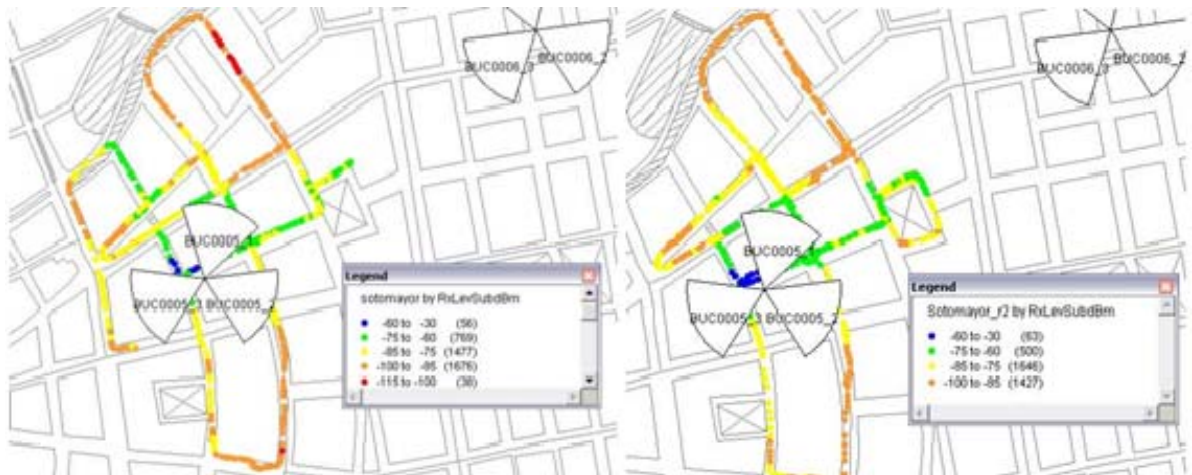 BUC0006_3
BUC0006_2
BUC0005_1
BUC0005_3
BUC0005_2
Legend
sotomayor by RxLevSubdBm
-60 to -30 (56)
-75 to -60 (769)
-85 to -75 (1477)
-100 to -85 (1676)
-115 to -100 (38)
BUC0006_3
BUC0006_2
BUC0005_1
BUC0005_3
BUC0005_2
Legend
Sotomayor_r2 by RxLevSubdBm
-60 to -30 (63)
-75 to -60 (500)
-85 to -75 (1646)
-100 to -85 (1427)